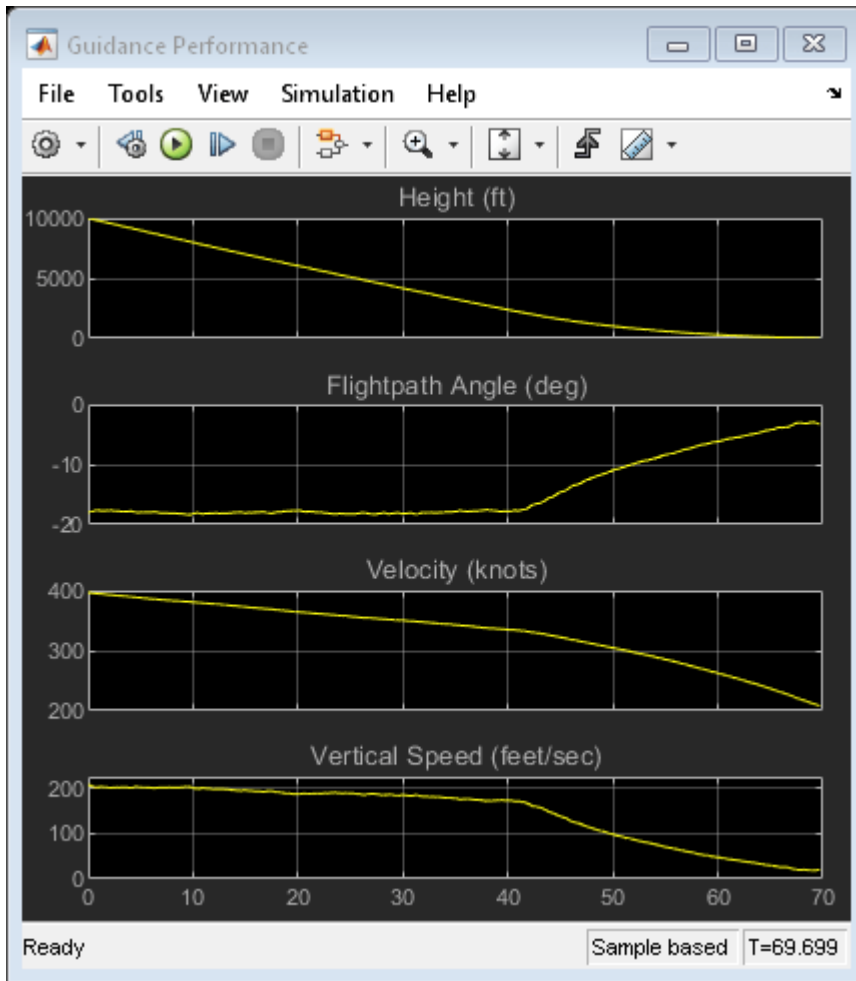 Guidance Performance
File Tools View Simulation Help
Height (ft)
10000
5000
0
Flightpath Angle (deg)
0
-10
-20
Velocity (knots)
400
300
200
Vertical Speed (feet/sec)
200
100
0
0 10 20 30 40 50 60 70
Ready Sample based T=69.699